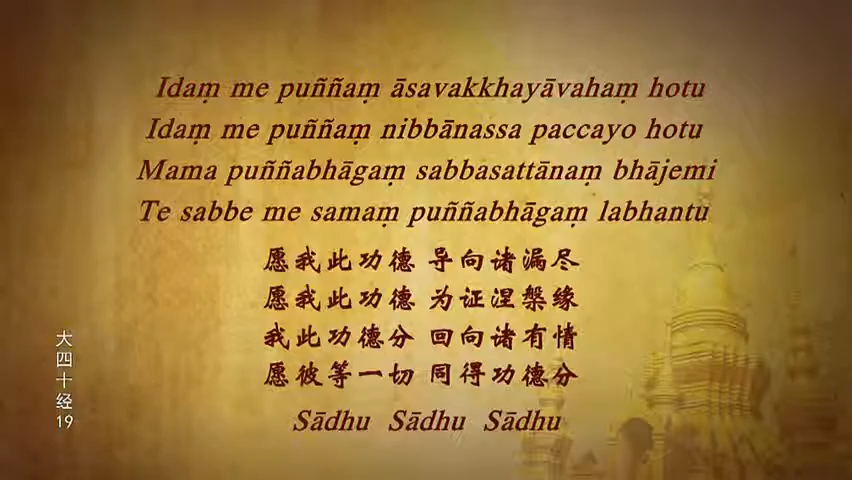 Idaṃ me puññaṃ āsavakkhayāvahaṃ hotu
Idaṃ me puññaṃ nibbānassa paccayo hotu
Mama puññabhāgaṃ sabbasattānaṃ bhājemi
Te sabbe me samaṃ puññabhāgaṃ labhantu
愿我此功德 导向诸漏尽
愿我此功德 为证涅槃缘
我此功德分 回向诸有情
愿彼等一切 同得功德分
Sādhu Sādhu Sādhu
大四十经19